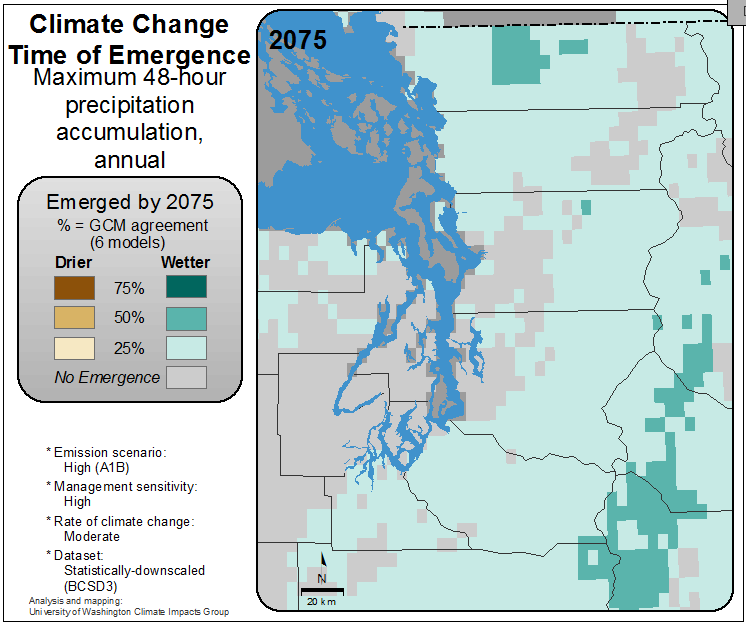 Climate Change
Time of Emergence
Maximum 48-hour
precipitation
accumulation,
annual
Emerged by 2075
% = GCM agreement
(6 models)
Drier Wetter
75%
50%
25%
No Emergence
* Emission scenario:
High (A1B)
* Management sensitivity:
High
* Rate of climate change:
Moderate
* Dataset:
Statistically-downscaled
(BCSD3)
Analysis and mapping:
University of Washington Climate Impacts Group
2075
N
20 km